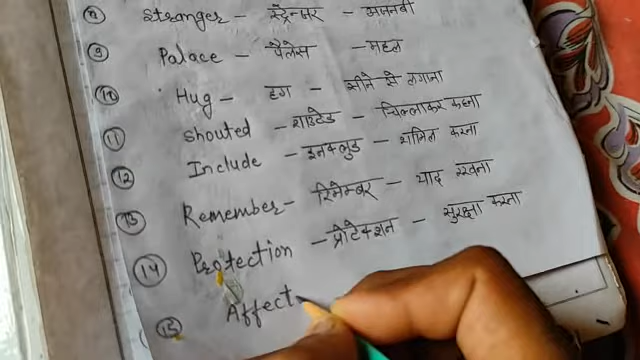 8 Stranger - स्ट्रेन्जर - अजनबी
9 Palace - पैलेस - महल
10 Hug - हग - सीने से लगाना
11 Shouted - शाउटेड - चिल्लाकर कहना
12 Include - इनक्लुड - शामिल करना
13 Remember - रिमेम्बर - याद रखना
14 Protection - प्रोटेक्शन - सुरक्षा करना
15 Affect